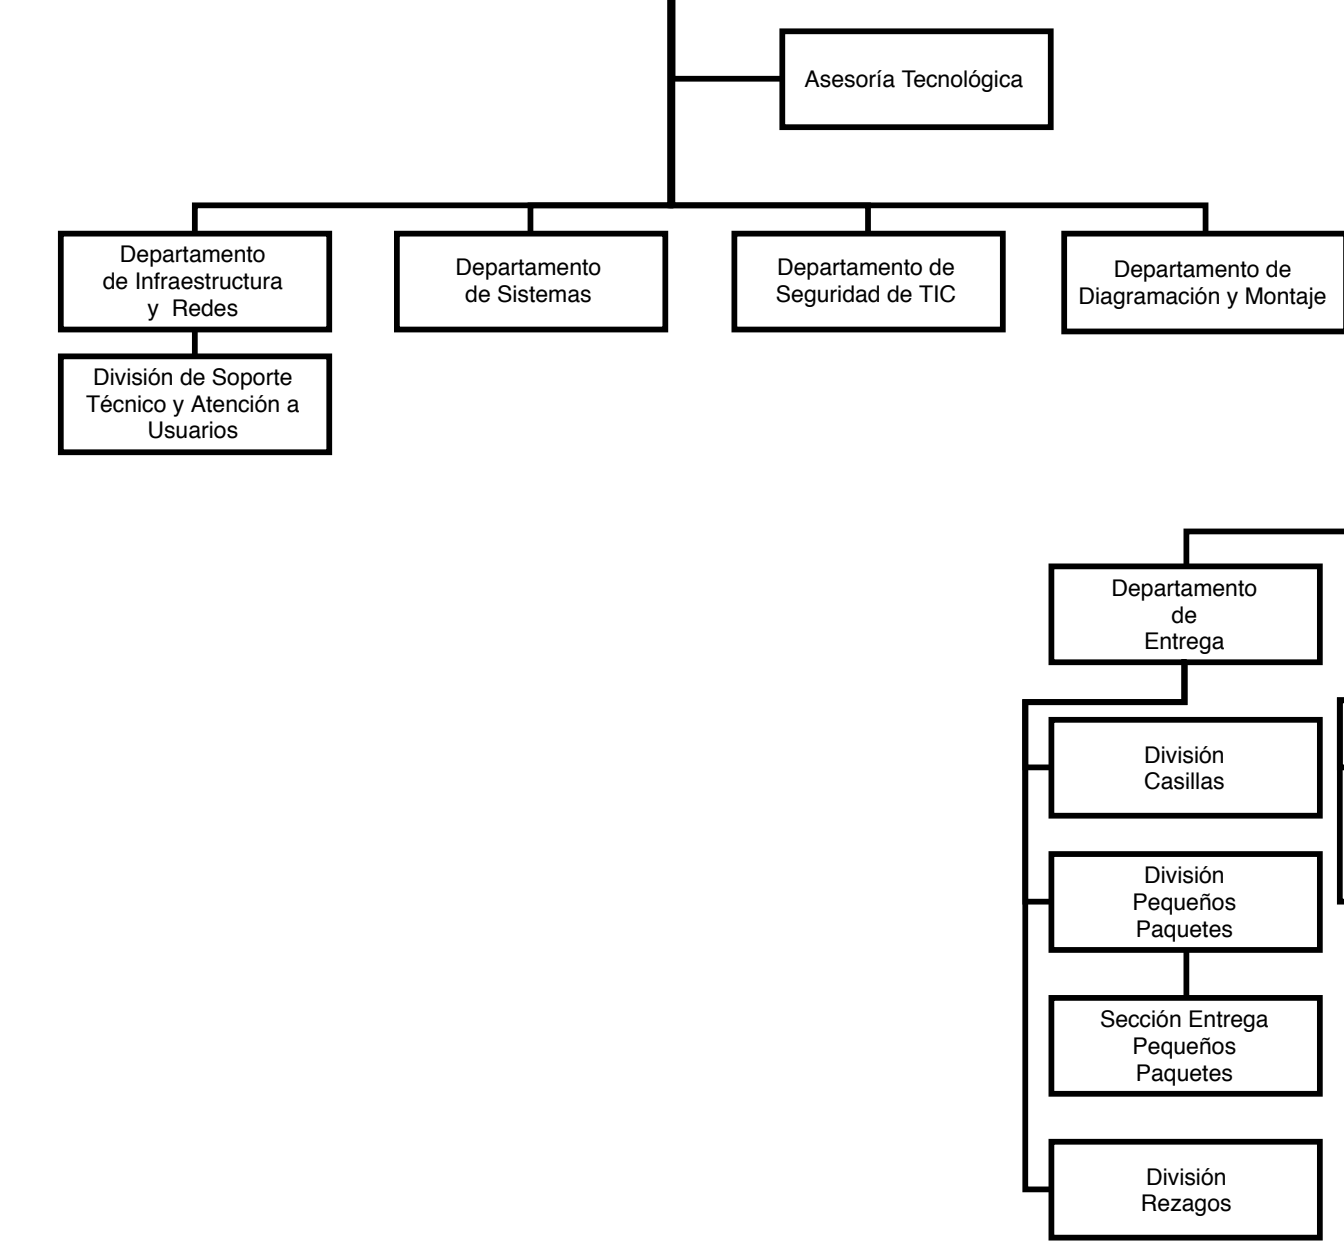 Asesoría Tecnológica
Departamento
de Infraestructura
y Redes
Departamento
de Sistemas
Departamento de
Seguridad de TIC
Departamento de
Diagramación y Montaje
División de Soporte
Técnico y Atención a
Usuarios
Departamento
de
Entrega
División
Casillas
División
Pequeños
Paquetes
Sección Entrega
Pequeños
Paquetes
División
Rezagos